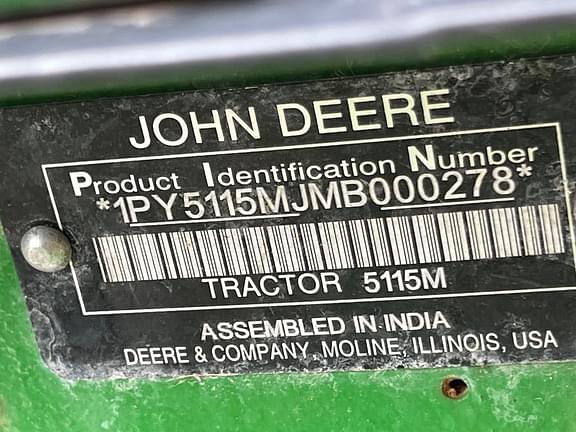 JOHN DEERE
Product Identification Number
*1PY5115MJMB000278*
TRACTOR 5115M
ASSEMBLED IN INDIA
DEERE & COMPANY MOLINE, ILLINOIS, USA